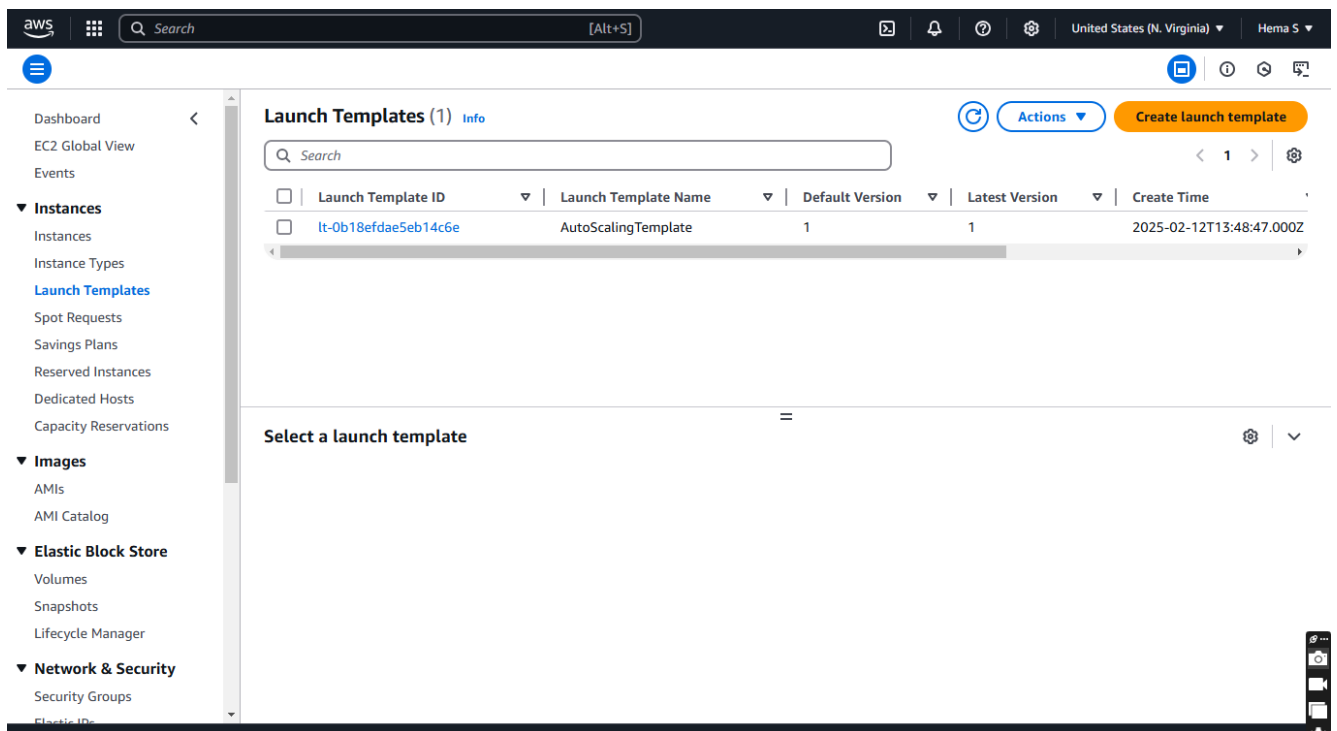 aws Search [Alt+S] United States (N. Virginia) ▼ Hema S ▼
Dashboard
EC2 Global View
Events
▼ Instances
Instances
Instance Types
Launch Templates
Spot Requests
Savings Plans
Reserved Instances
Dedicated Hosts
Capacity Reservations
▼ Images
AMIs
AMI Catalog
▼ Elastic Block Store
Volumes
Snapshots
Lifecycle Manager
▼ Network & Security
Security Groups
Elastic IPs
Launch Templates (1) Info Actions ▼ Create launch template
Search 1
Launch Template ID Launch Template Name Default Version Latest Version Create Time
lt-0b18efdae5eb14c6e AutoScalingTemplate 1 1 2025-02-12T13:48:47.000Z
Select a launch template